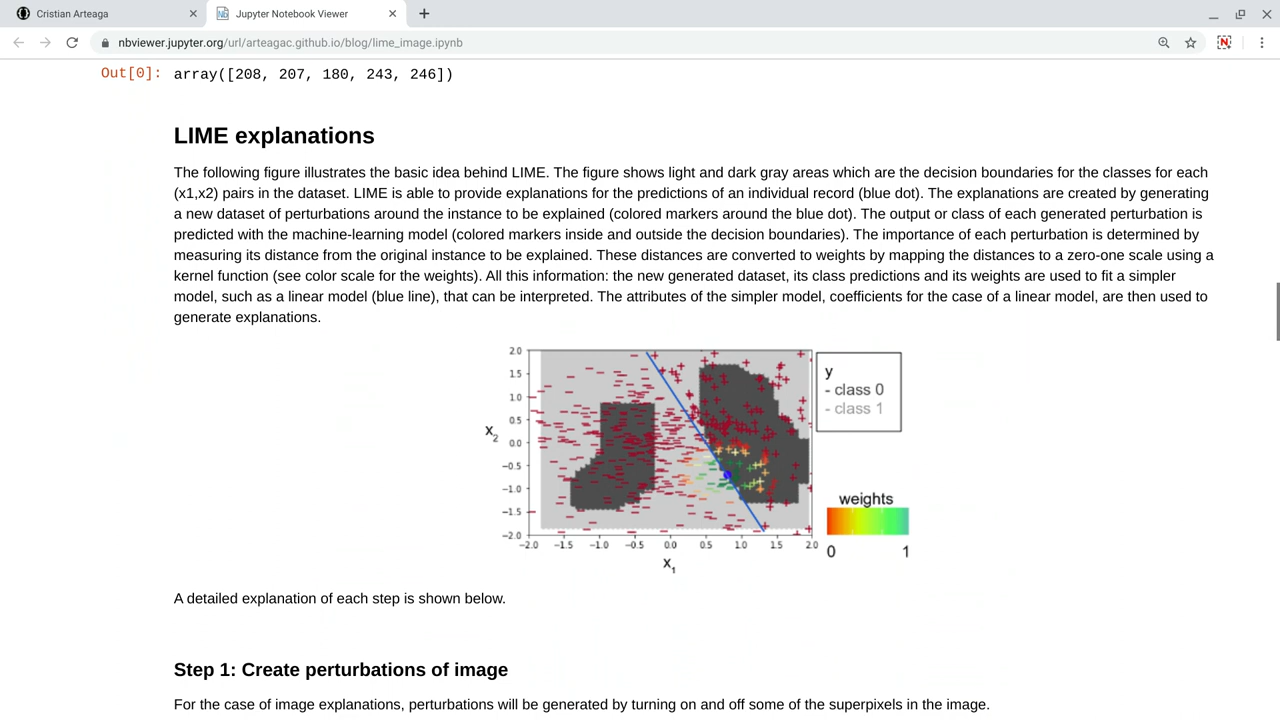 Cristian Arteaga
Jupyter Notebook Viewer
nbviewer.jupyter.org/url/arteagac.github.io/blog/lime_image.ipynb
Out[0]: array([208, 207, 180, 243, 246])
LIME explanations
The following figure illustrates the basic idea behind LIME. The figure shows light and dark gray areas which are the decision boundaries for the classes for each
(x1,x2) pairs in the dataset. LIME is able to provide explanations for the predictions of an individual record (blue dot). The explanations are created by generating
a new dataset of perturbations around the instance to be explained (colored markers around the blue dot). The output or class of each generated perturbation is
predicted with the machine-learning model (colored markers inside and outside the decision boundaries). The importance of each perturbation is determined by
measuring its distance from the original instance to be explained. These distances are converted to weights by mapping the distances to a zero-one scale using a
kernel function (see color scale for the weights). All this information: the new generated dataset, its class predictions and its weights are used to fit a simpler
model, such as a linear model (blue line), that can be interpreted. The attributes of the simpler model, coefficients for the case of a linear model, are then used to
generate explanations.
2.0
1.5
1.0
0.5
0.0
−0.5
−1.0
−1.5
−2.0
x2
−2.0 −1.5 −1.0 −0.5 0.0 0.5 1.0 1.5 2.0
x1
y
- class 0
- class 1
weights
0 1
A detailed explanation of each step is shown below.
Step 1: Create perturbations of image
For the case of image explanations, perturbations will be generated by turning on and off some of the superpixels in the image.